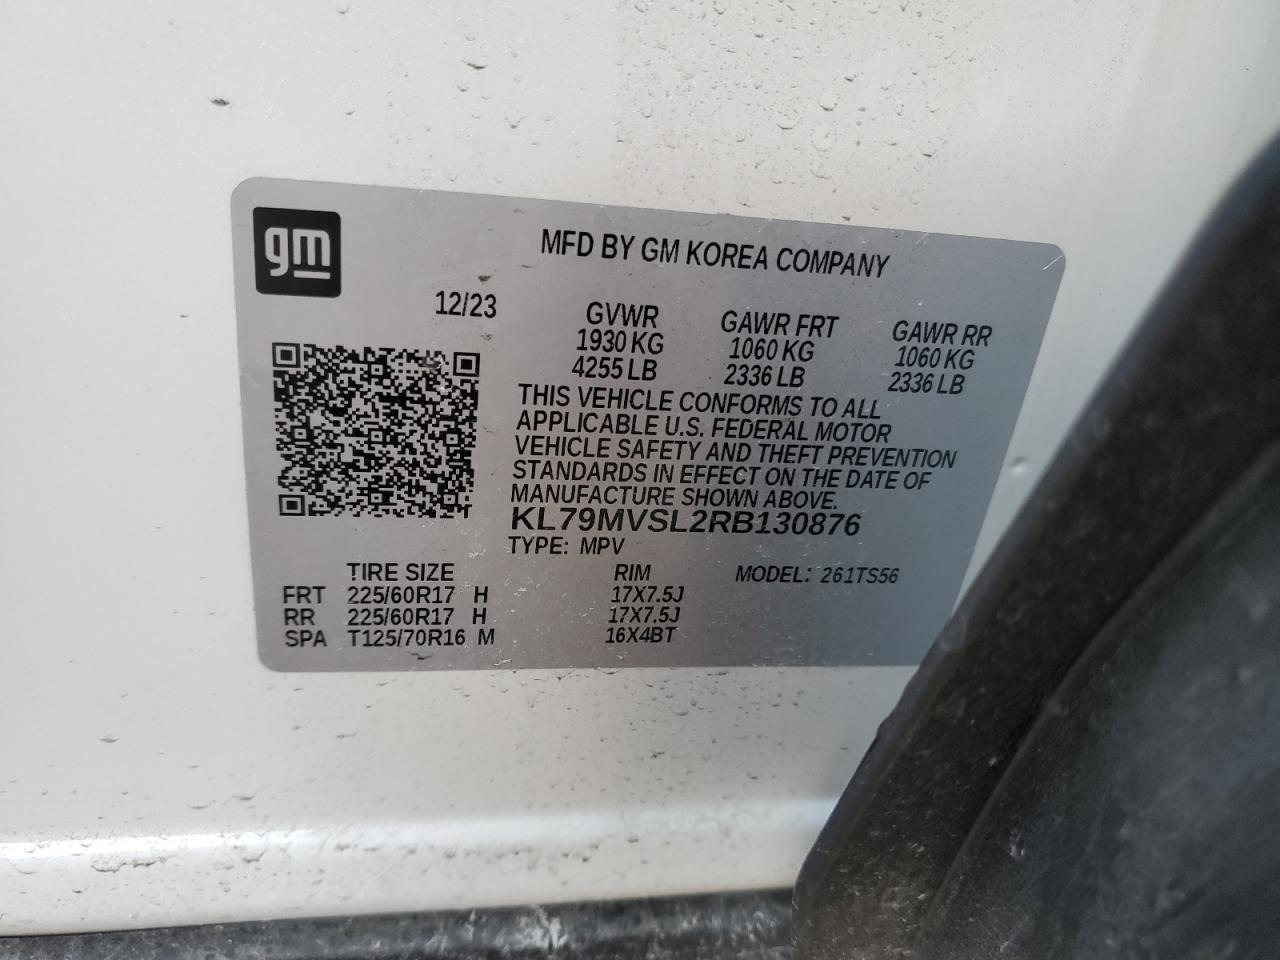 gm
MFD BY GM KOREA COMPANY
12/23 GVWR GAWR FRT GAWR RR
1930 KG 1060 KG 1060 KG
4255 LB 2336 LB 2336 LB
THIS VEHICLE CONFORMS TO ALL
APPLICABLE U.S. FEDERAL MOTOR
VEHICLE SAFETY AND THEFT PREVENTION
STANDARDS IN EFFECT ON THE DATE OF
MANUFACTURE SHOWN ABOVE.
KL79MVSL2RB130876
TYPE: MPV
TIRE SIZE RIM MODEL: 261TS56
FRT 225/60R17 H 17X7.5J
RR 225/60R17 H 17X7.5J
SPA T125/70R16 M 16X4BT